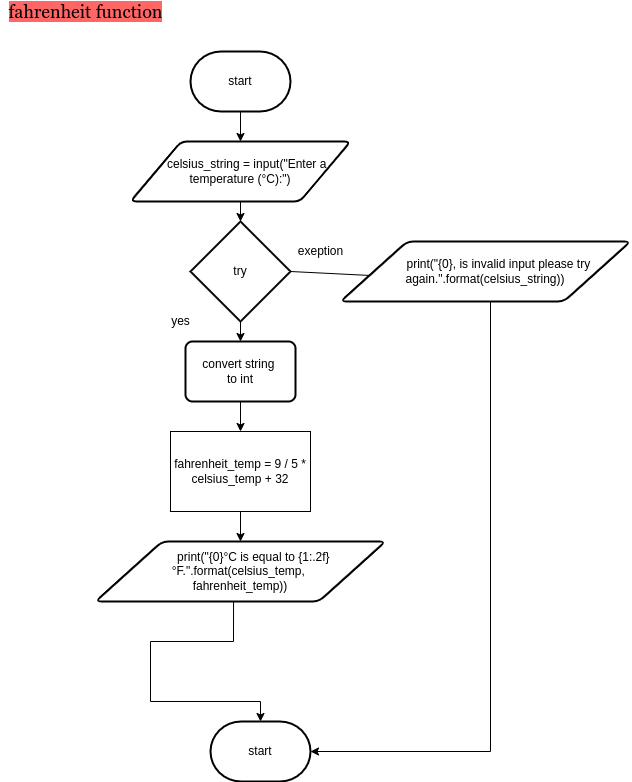 fahrenheit function
start
celsius_string = input("Enter a
temperature (°C):")
try
exeption
print("{0}, is invalid input please try
again.".format(celsius_string))
yes
convert string
to int
fahrenheit_temp = 9 / 5 *
celsius_temp + 32
print("{0}°C is equal to {1:.2f}
°F.".format(celsius_temp,
fahrenheit_temp))
start